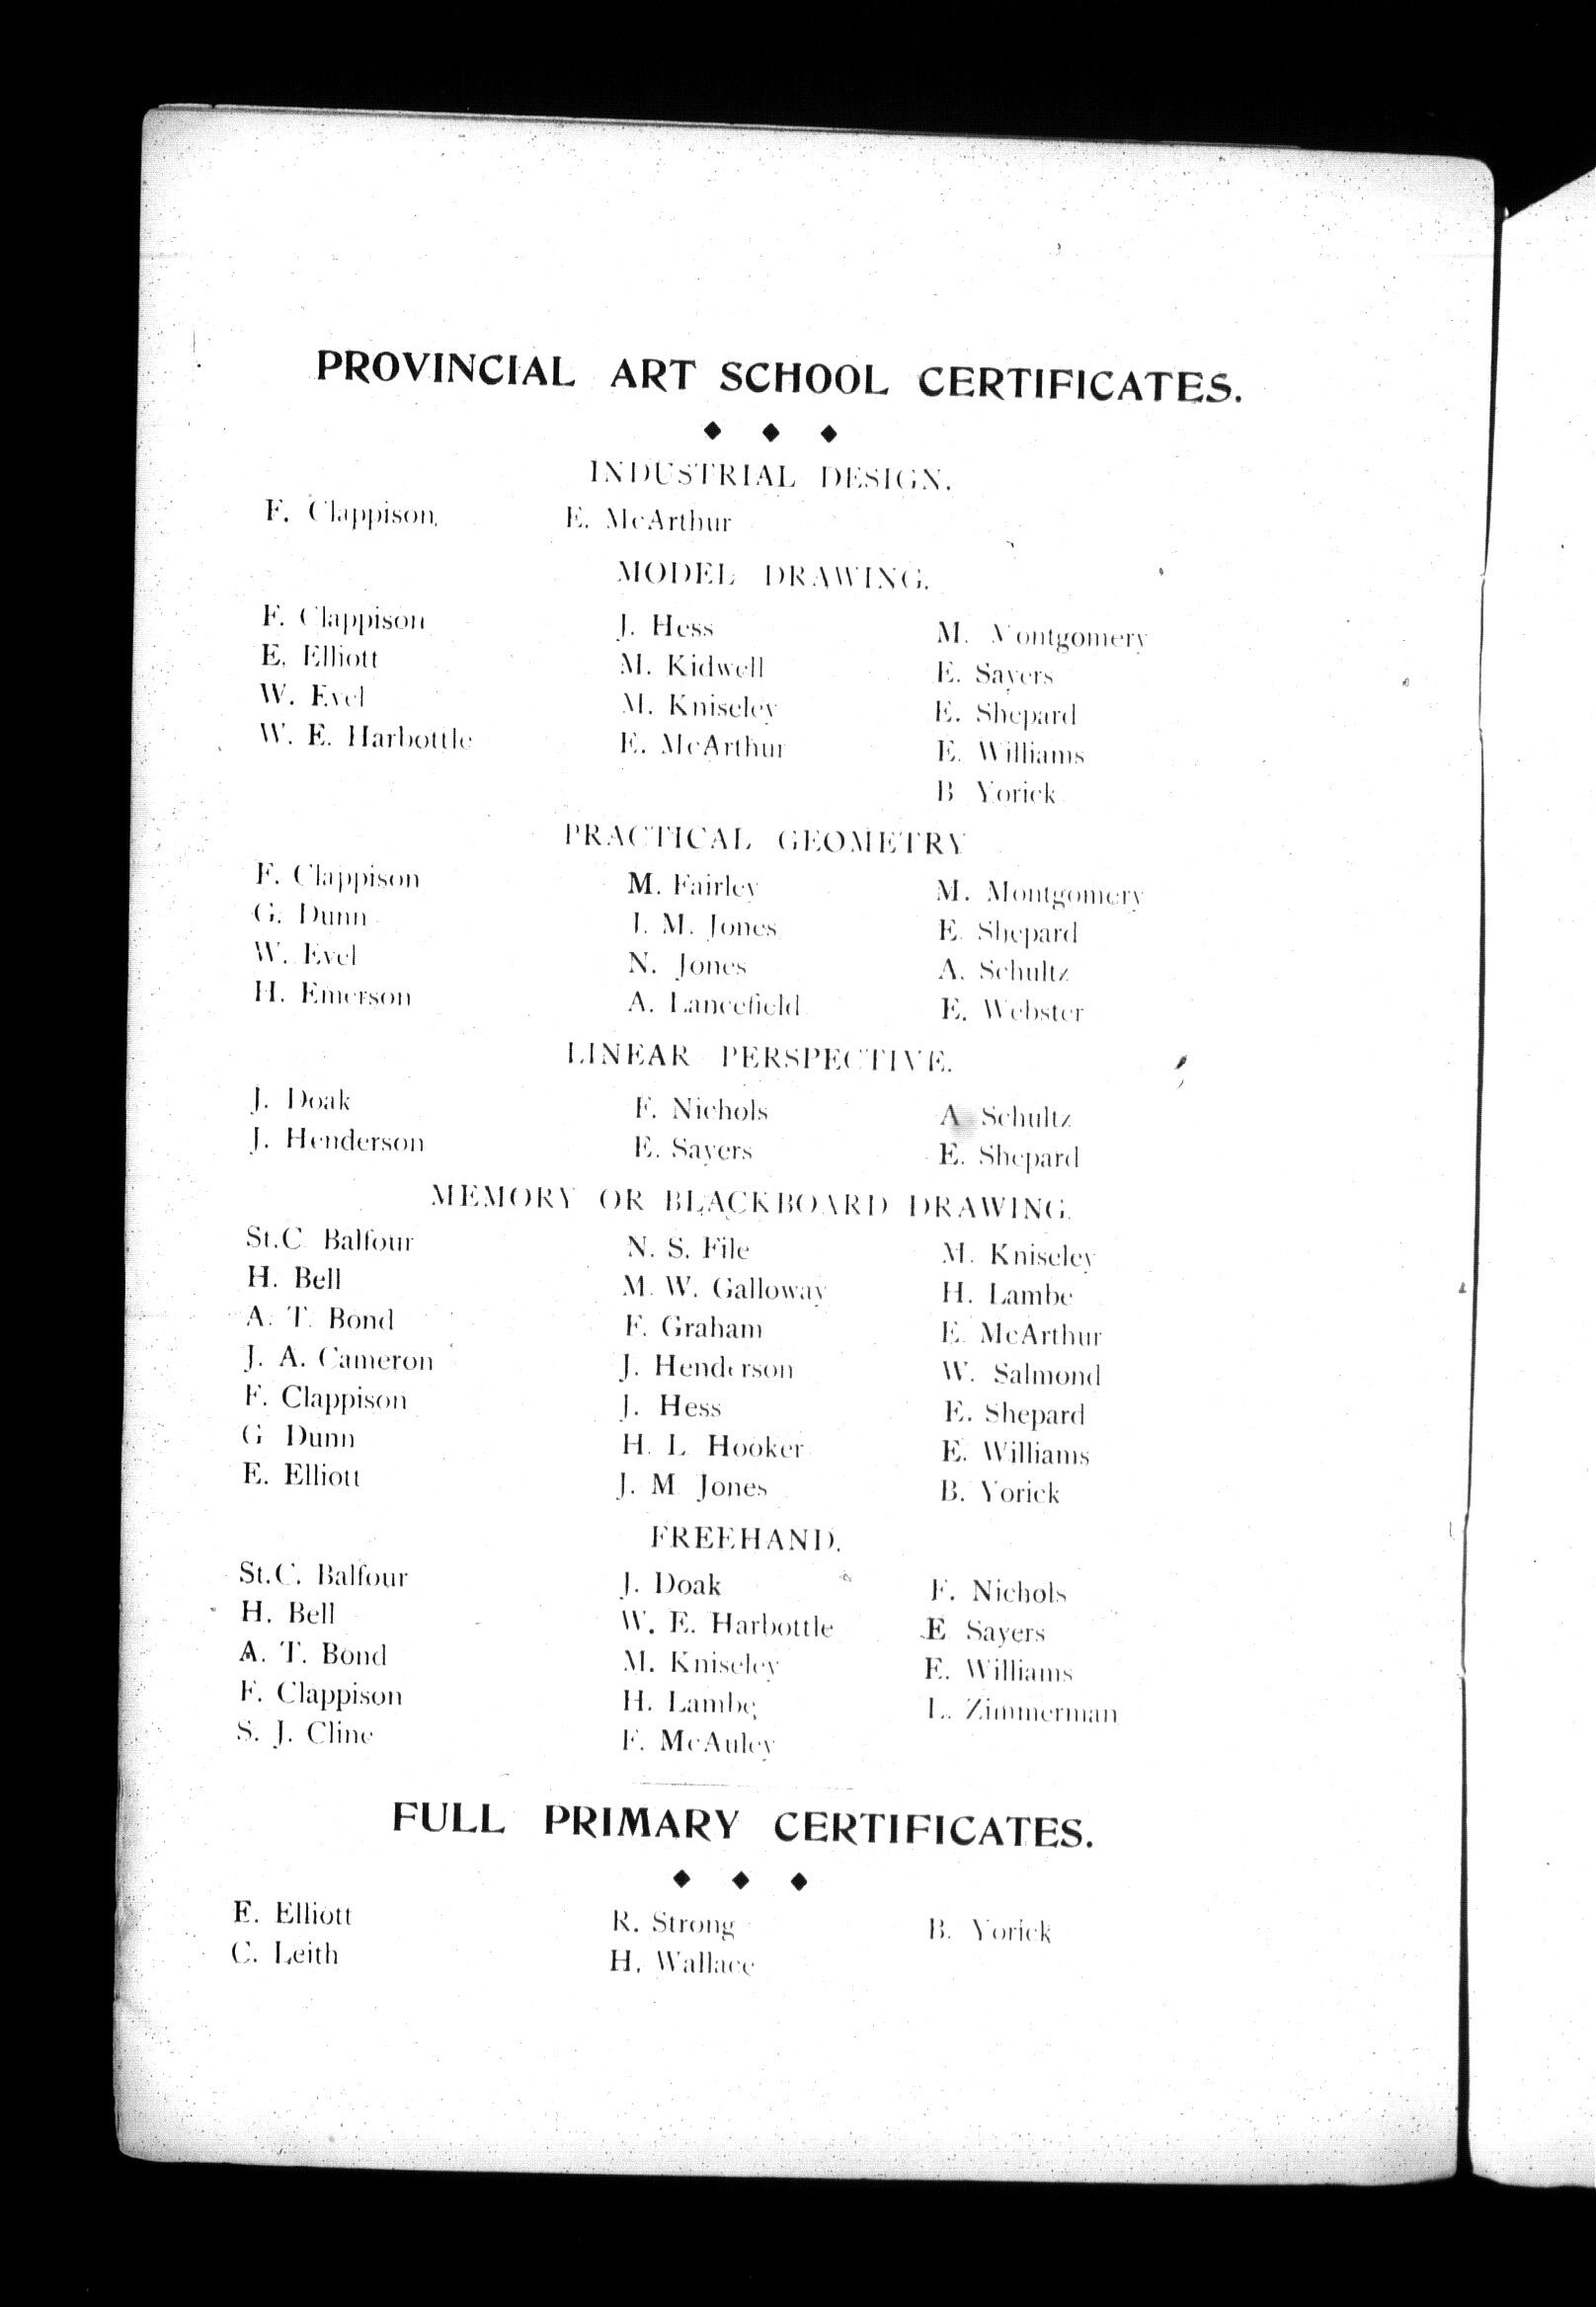 PROVINCIAL ART SCHOOL CERTIFICATES.
INDUSTRIAL DESIGN.
F. Clappison. E. McArthur
MODEL DRAWING.
F. Clappison J. Hess M. Montgomery
E. Elliott M. Kidwell E. Sayers
W. Evel M. Kniseley E. Shepard
W. E. Harbottle E. McArthur E. Williams
B Yorick
PRACTICAL GEOMETRY
F. Clappison M. Fairley M. Montgomery
G. Dunn I. M. Jones E. Shepard
W. Evel N. Jones A. Schultz
H. Emerson A. Lancefield E. Webster
LINEAR PERSPECTIVE.
J. Doak F. Nichols A Schultz
J. Henderson E. Sayers E. Shepard
MEMORY OR BLACKBOARD DRAWING.
St.C Balfour N. S. File M. Kniseley
H. Bell M. W. Galloway H. Lambe
A. T. Bond F. Graham E. McArthur
J. A. Cameron J. Henderson W. Salmond
F. Clappison J. Hess E. Shepard
G Dunn H. L Hooker E. Williams
E. Elliott J. M Jones B. Yorick
FREEHAND.
St.C. Balfour J. Doak F. Nichols
H. Bell W. E. Harbottle E Sayers
A. T. Bond M. Kniseley E. Williams
F. Clappison H. Lambe L. Zimmerman
S. J. Cline F. McAuley
FULL PRIMARY CERTIFICATES.
E. Elliott R. Strong B. Yorick
C. Leith H. Wallace